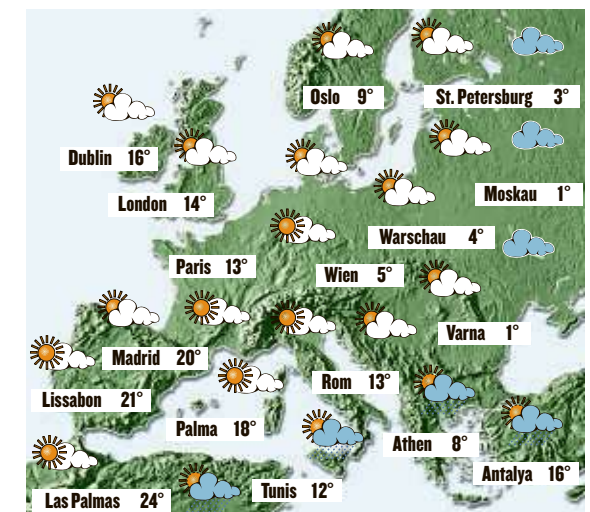 Oslo 9°
St. Petersburg 3°
Dublin 16°
London 14°
Moskau 1°
Warschau 4°
Paris 13°
Wien 5°
Varna 1°
Madrid 20°
Rom 13°
Lissabon 21°
Palma 18°
Athen 8°
Antalya 16°
Las Palmas 24°
Tunis 12°